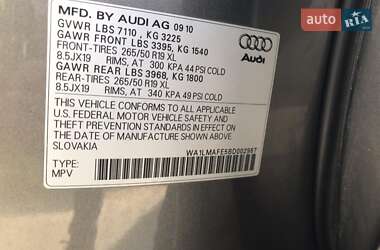 AUTO RIA
MFD. BY AUDI AG 09 10
GVWR LBS 7110, KG 3225
GAWR FRONT LBS 3395, KG 1540
FRONT-TIRES 265/50 R19 XL
8.5JX19 RIMS, AT 300 KPA 44 PSI COLD
GAWR REAR LBS 3968, KG 1800
REAR-TIRES 265/50 R19 XL
8.5JX19 RIMS, AT 340 KPA 49 PSI COLD
Audi
THIS VEHICLE CONFORMS TO ALL APPLICABLE
U.S. FEDERAL MOTOR VEHICLE SAFETY AND
THEFT PREVENTION STANDARDS IN EFFECT ON THE
DATE OF MANUFACTURE SHOWN ABOVE.
SLOVAKIA
TYPE:
MPV